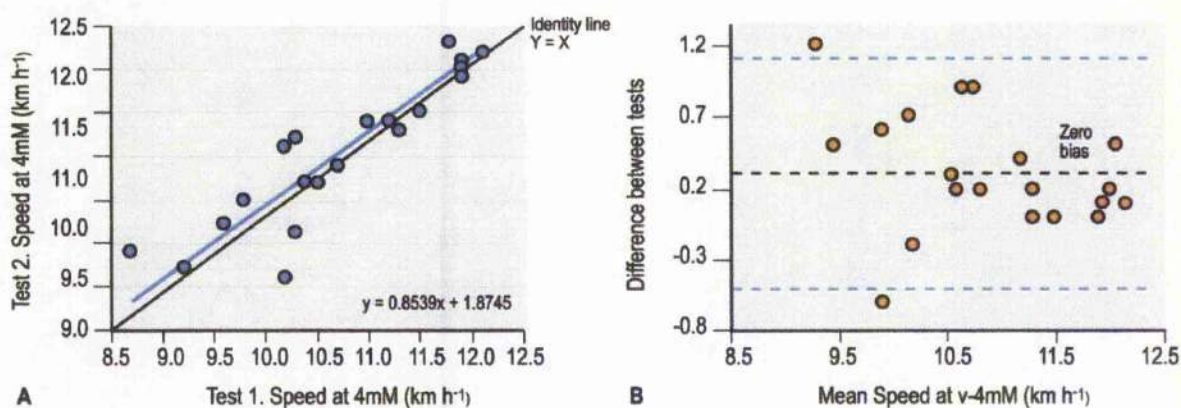 12.5
12.0
11.5
11.0
10.0
9.5
9.0
Test 2. Speed at 4mM (km h⁻¹)
Identity line
Y = X
y = 0.8539x + 1.8745
8.5 9.0 9.5 10.0 10.5 11.0 11.5 12.0 12.5
A
Test 1. Speed at 4mM (km h⁻¹)
1.2
0.7
0.2
-0.3
-0.8
Difference between tests
Zero
bias
8.5 9.5 10.5 11.5 12.5
B
Mean Speed at v-4mM (km h⁻¹)